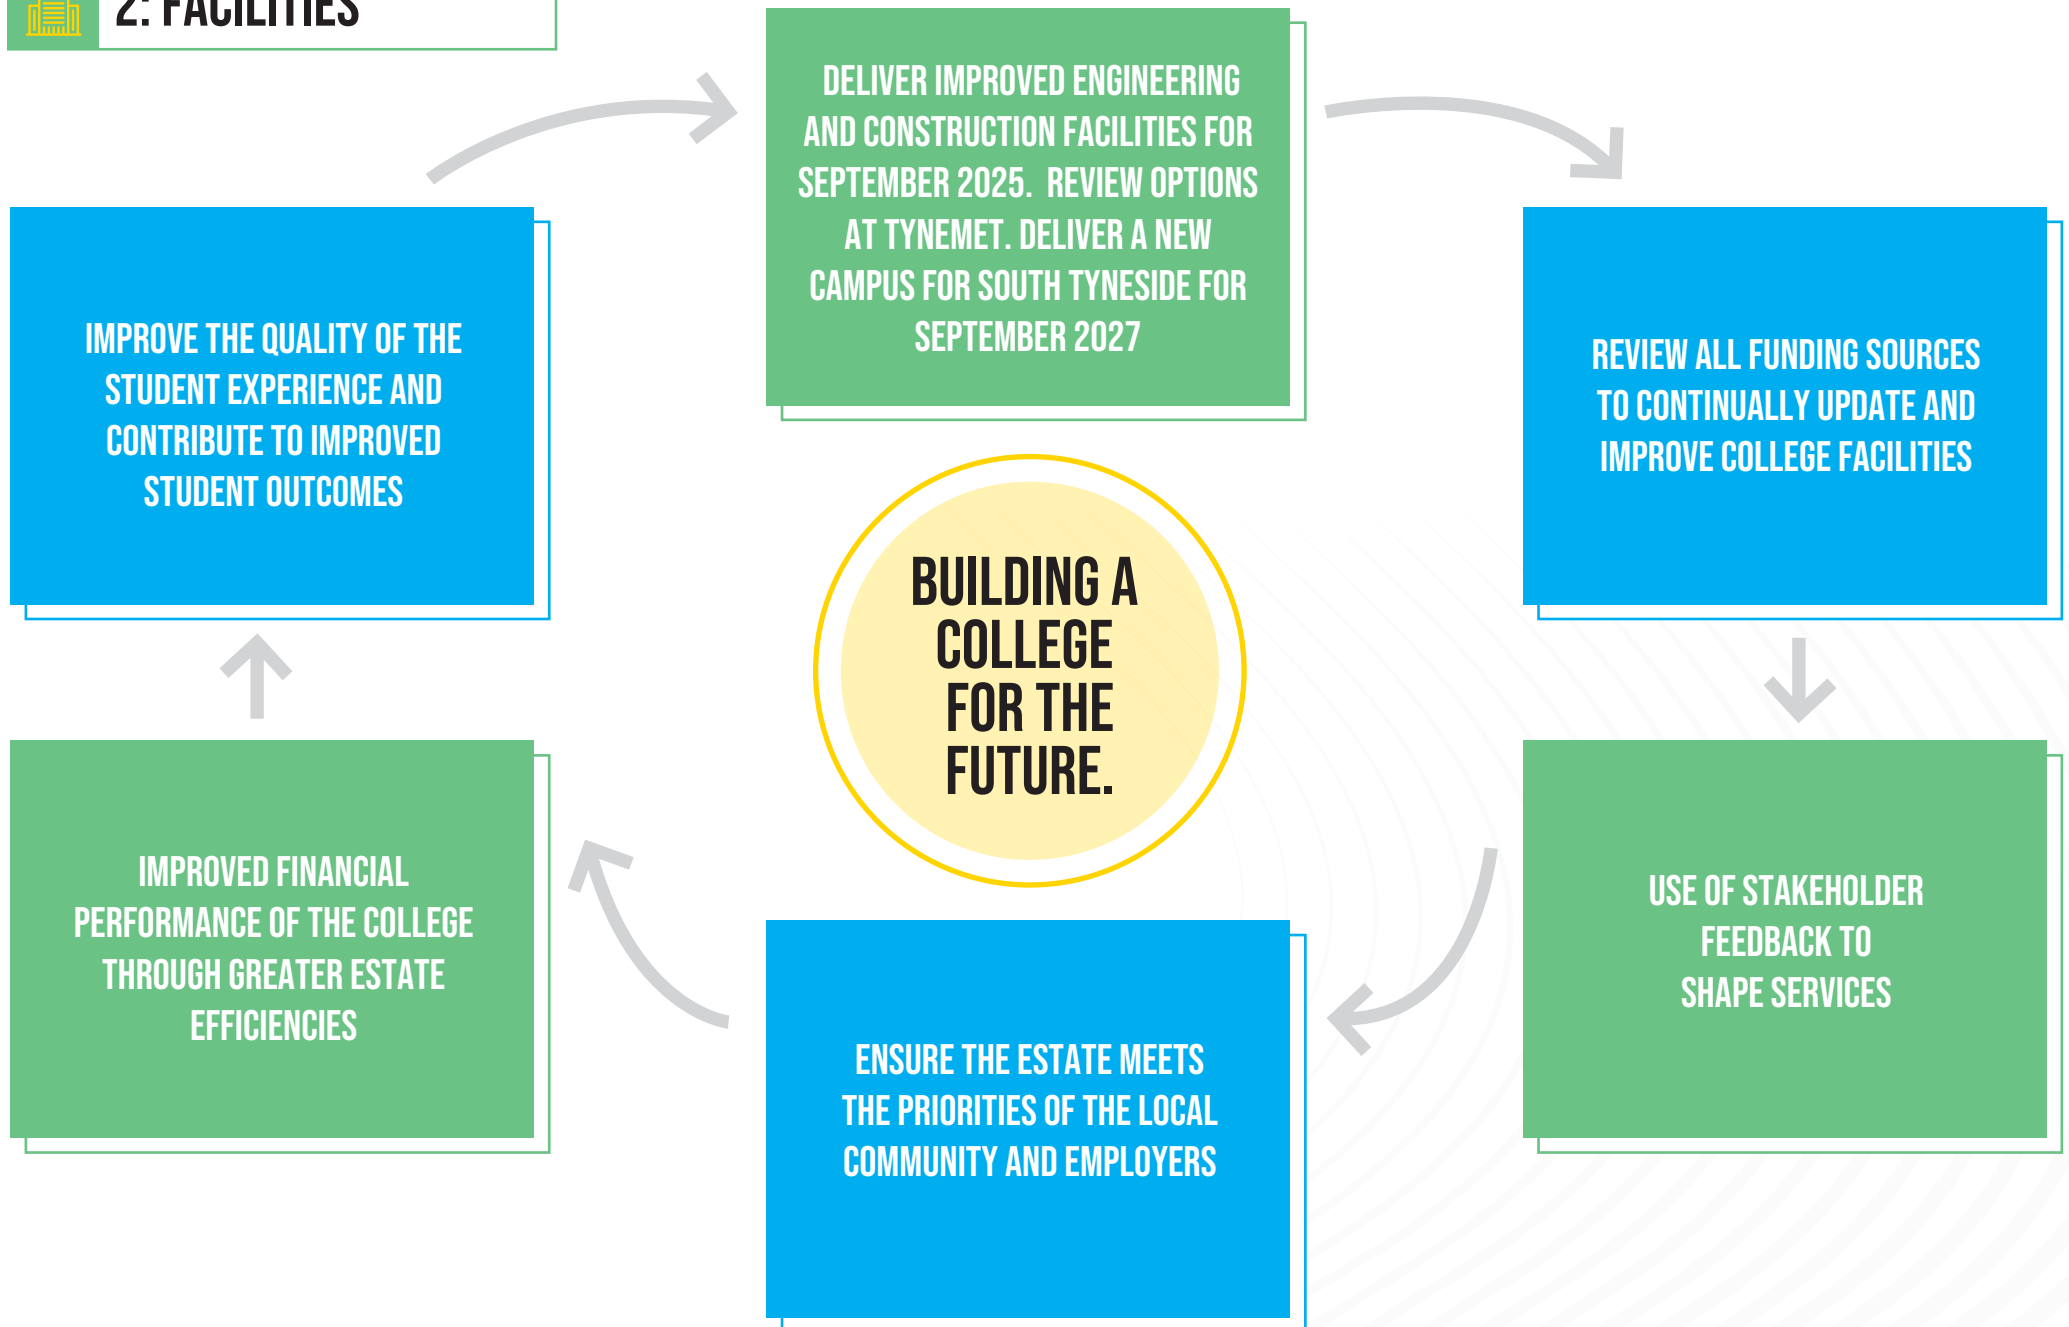 2: FACILITIES
DELIVER IMPROVED ENGINEERING
AND CONSTRUCTION FACILITIES FOR
SEPTEMBER 2025. REVIEW OPTIONS
AT TYNEMET. DELIVER A NEW
CAMPUS FOR SOUTH TYNESIDE FOR
SEPTEMBER 2027
REVIEW ALL FUNDING SOURCES
TO CONTINUALLY UPDATE AND
IMPROVE COLLEGE FACILITIES
USE OF STAKEHOLDER
FEEDBACK TO
SHAPE SERVICES
ENSURE THE ESTATE MEETS
THE PRIORITIES OF THE LOCAL
COMMUNITY AND EMPLOYERS
IMPROVED FINANCIAL
PERFORMANCE OF THE COLLEGE
THROUGH GREATER ESTATE
EFFICIENCIES
IMPROVE THE QUALITY OF THE
STUDENT EXPERIENCE AND
CONTRIBUTE TO IMPROVED
STUDENT OUTCOMES
BUILDING A
COLLEGE
FOR THE
FUTURE.